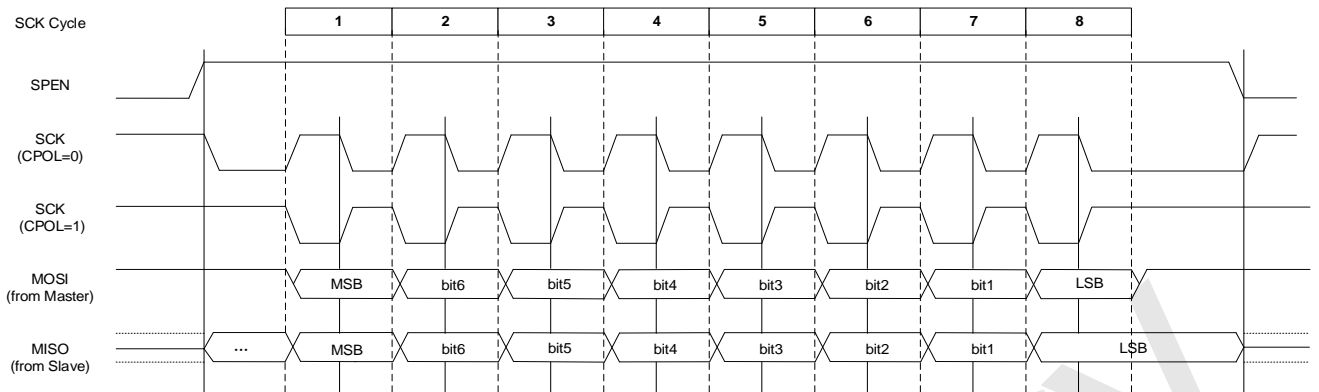 SCK Cycle 1 2 3 4 5 6 7 8
SPEN
SCK
(CPOL=0)
SCK
(CPOL=1)
MOSI
(from Master)
MSB bit6 bit5 bit4 bit3 bit2 bit1 LSB
MISO
(from Slave)
... MSB bit6 bit5 bit4 bit3 bit2 bit1 LSB